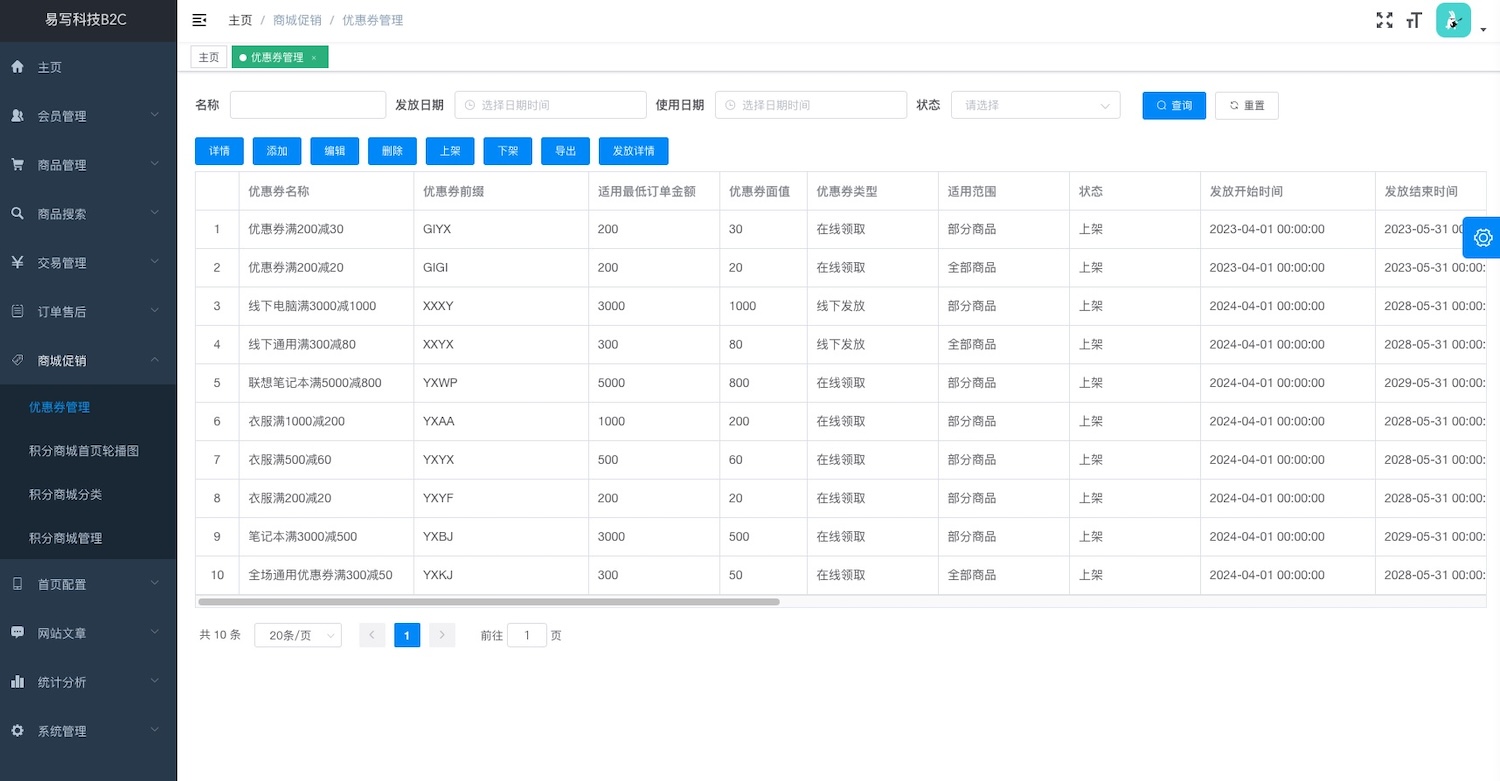 易写科技B2C
主页 / 商城促销 / 优惠券管理
主页
优惠券管理 ×
主页
会员管理
商品管理
商品搜索
交易管理
订单售后
商城促销
优惠券管理
积分商城首页轮播图
积分商城分类
积分商城管理
首页配置
网站文章
统计分析
系统管理
名称 发放日期 选择日期时间 使用日期 选择日期时间 状态 请选择 查询 重置
详情 添加 编辑 删除 上架 下架 导出 发放详情
优惠券名称 优惠券前缀 适用最低订单金额 优惠券面值 优惠券类型 适用范围 状态 发放开始时间 发放结束时间
1 优惠券满200减30 GIYX 200 30 在线领取 部分商品 上架 2023-04-01 00:00:00 2023-05-31 00
2 优惠券满200减20 GIGI 200 20 在线领取 全部商品 上架 2023-04-01 00:00:00 2023-05-31 00:00:
3 线下电脑满3000减1000 XXXY 3000 1000 线下发放 部分商品 上架 2024-04-01 00:00:00 2028-05-31 00:00:
4 线下通用满300减80 XXYX 300 80 线下发放 全部商品 上架 2024-04-01 00:00:00 2028-05-31 00:00:
5 联想笔记本满5000减800 YXWP 5000 800 在线领取 部分商品 上架 2024-04-01 00:00:00 2029-05-31 00:00:
6 衣服满1000减200 YXAA 1000 200 在线领取 部分商品 上架 2024-04-01 00:00:00 2028-05-31 00:00:
7 衣服满500减60 YXYX 500 60 在线领取 部分商品 上架 2024-04-01 00:00:00 2028-05-31 00:00:
8 衣服满200减20 YXYF 200 20 在线领取 部分商品 上架 2024-04-01 00:00:00 2028-05-31 00:00:
9 笔记本满3000减500 YXBJ 3000 500 在线领取 部分商品 上架 2024-04-01 00:00:00 2029-05-31 00:00:
10 全场通用优惠券满300减50 YXKJ 300 50 在线领取 全部商品 上架 2024-04-01 00:00:00 2028-05-31 00:00:
共 10 条 20条/页 1 前往 1 页